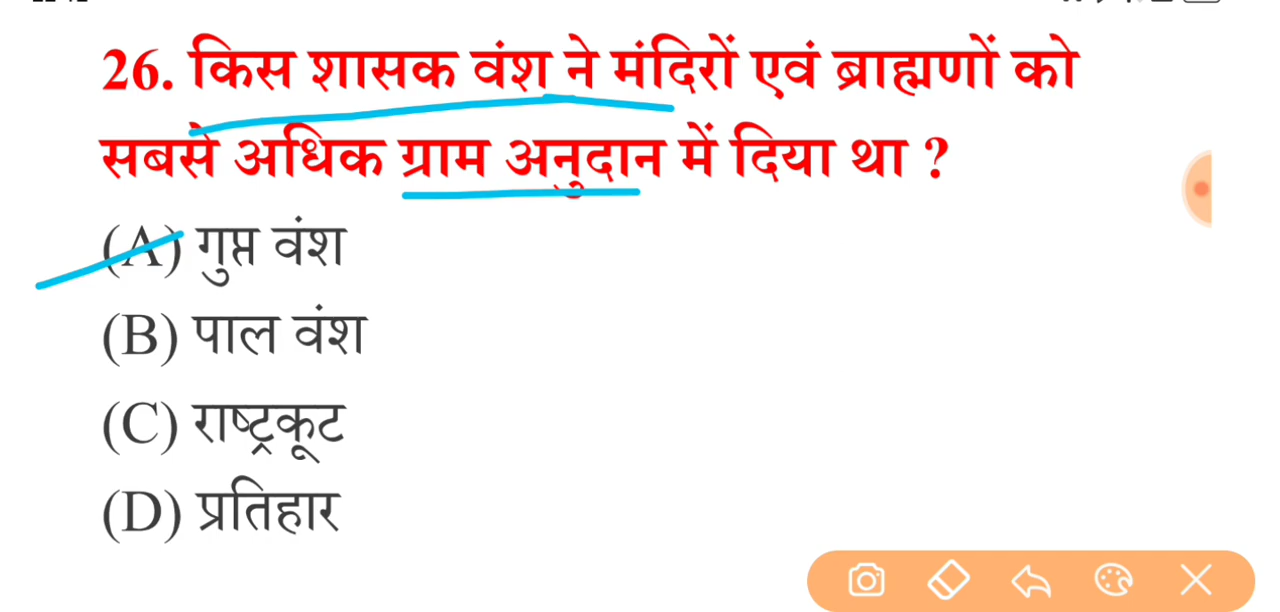 26. किस शासक वंश ने मंदिरों एवं ब्राह्मणों को
सबसे अधिक ग्राम अनुदान में दिया था ?
(A) गुप्त वंश
(B) पाल वंश
(C) राष्ट्रकूट
(D) प्रतिहार